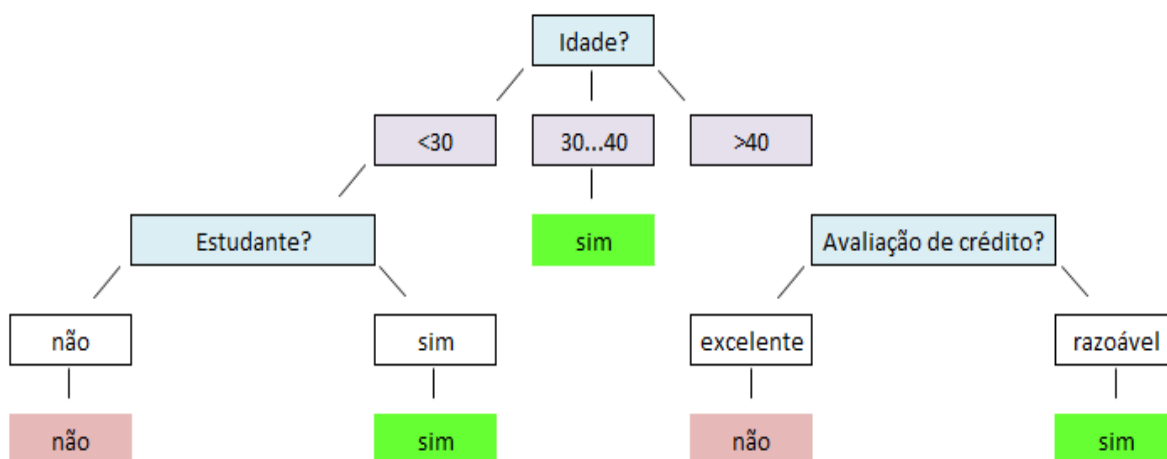 Idade?
<30
30...40
>40
Estudante?
sim
Avaliação de crédito?
não
sim
excelente
razoável
não
sim
não
sim